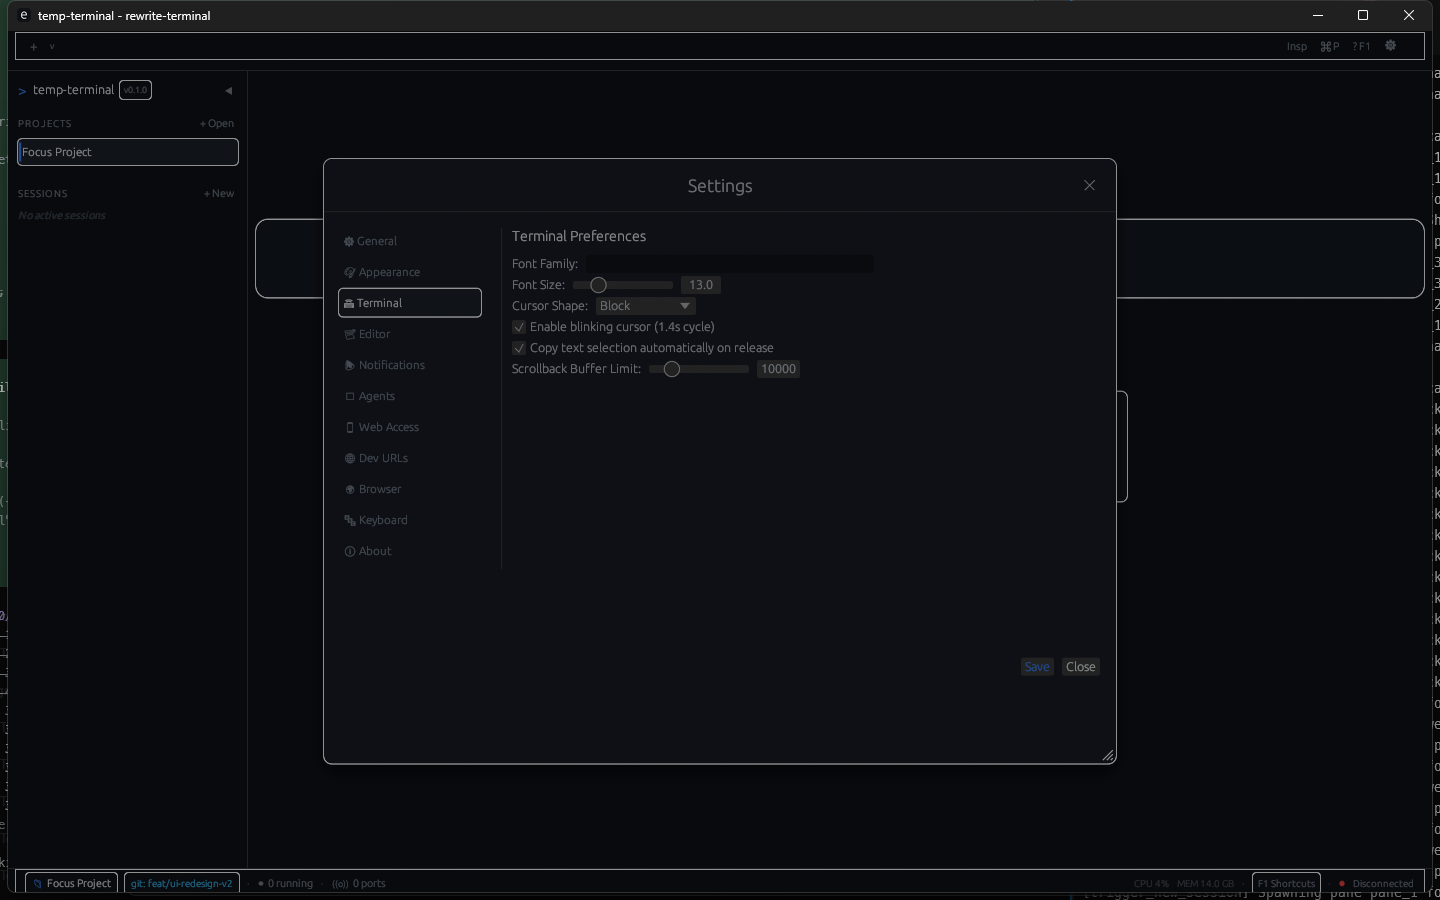 temp-terminal - rewrite-terminal
+ v Insp ⌘P ? F1
> temp-terminal v0.1.0
PROJECTS + Open
Focus Project
SESSIONS + New
No active sessions
Settings
General
Appearance
Terminal
Editor
Notifications
Agents
Web Access
Dev URLs
Browser
Keyboard
About
Terminal Preferences
Font Family:
Font Size: 13.0
Cursor Shape: Block
Enable blinking cursor (1.4s cycle)
Copy text selection automatically on release
Scrollback Buffer Limit: 10000
Save Close
Focus Project git: feat/ui-redesign-v2 · ● 0 running · ((o)) 0 ports CPU 4% MEM 14.0 GB · F1 Shortcuts · ● Disconnected
[trigger_new_session] Spawning pane pane_1